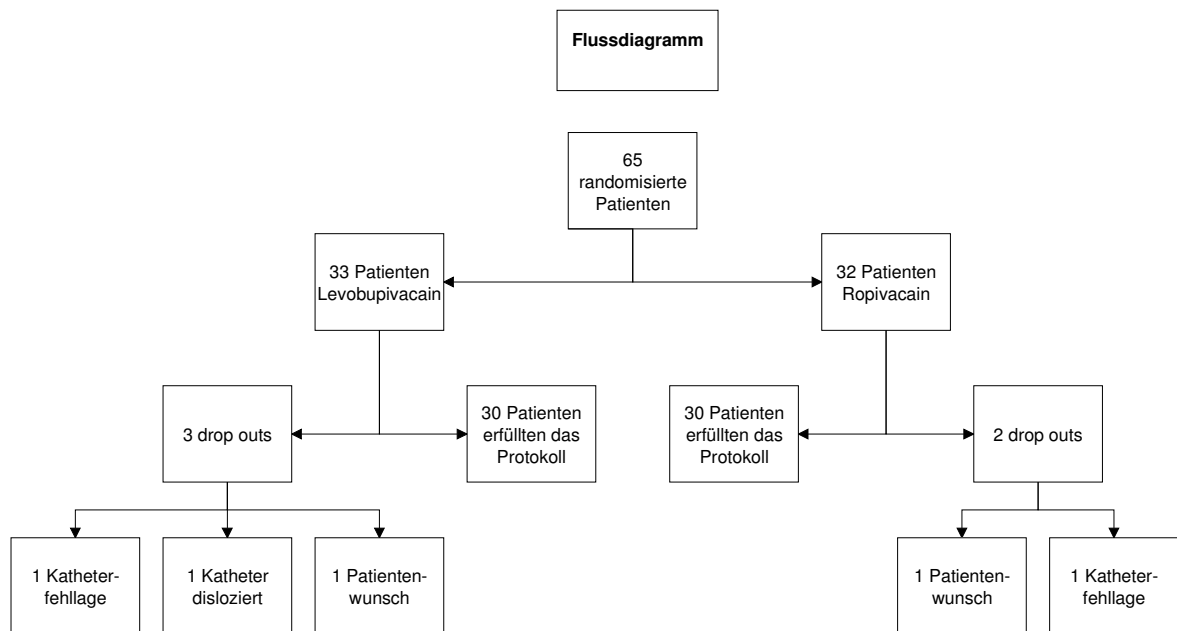 Flussdiagramm
65
randomisierte
Patienten
33 Patienten
Levobupivacain
32 Patienten
Ropivacain
3 drop outs
30 Patienten
erfüllten das
Protokoll
30 Patienten
erfüllten das
Protokoll
2 drop outs
1 Katheter-
fehllage
1 Katheter
disloziert
1 Patienten-
wunsch
1 Patienten-
wunsch
1 Katheter-
fehllage